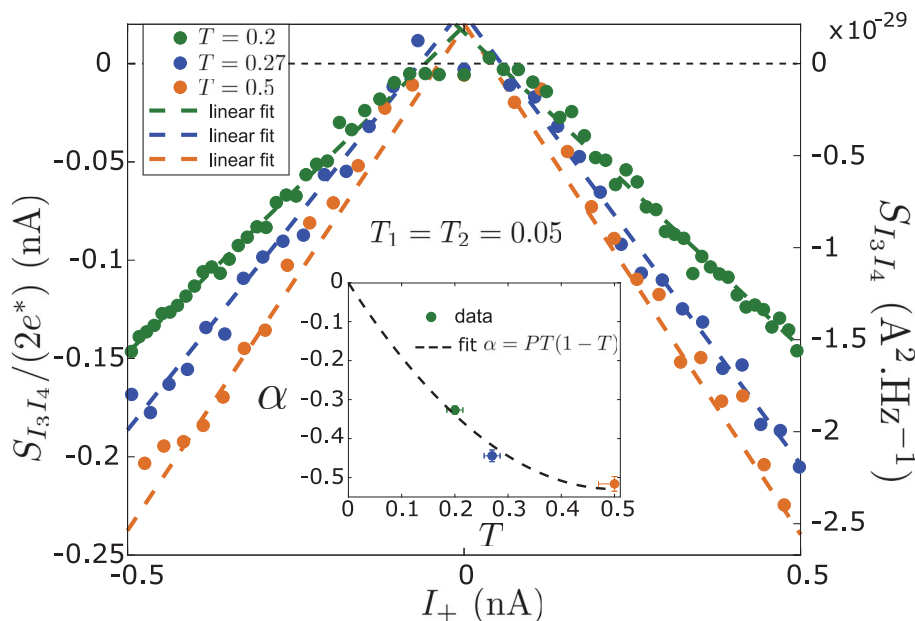 ×10⁻²⁹
T = 0.2
T = 0.27
T = 0.5
linear fit
linear fit
linear fit
0
-0.05
-0.1
-0.15
-0.2
-0.25
S_{I₃I₄}/(2e*) (nA)
0
-0.5
-1
-1.5
-2
-2.5
S_{I₃I₄} (A².Hz⁻¹)
T₁ = T₂ = 0.05
0
-0.1
-0.2
-0.3
-0.4
-0.5
α
data
fit α = PT(1 − T)
0 0.1 0.2 0.3 0.4 0.5
T
-0.5 0 0.5
I₊ (nA)